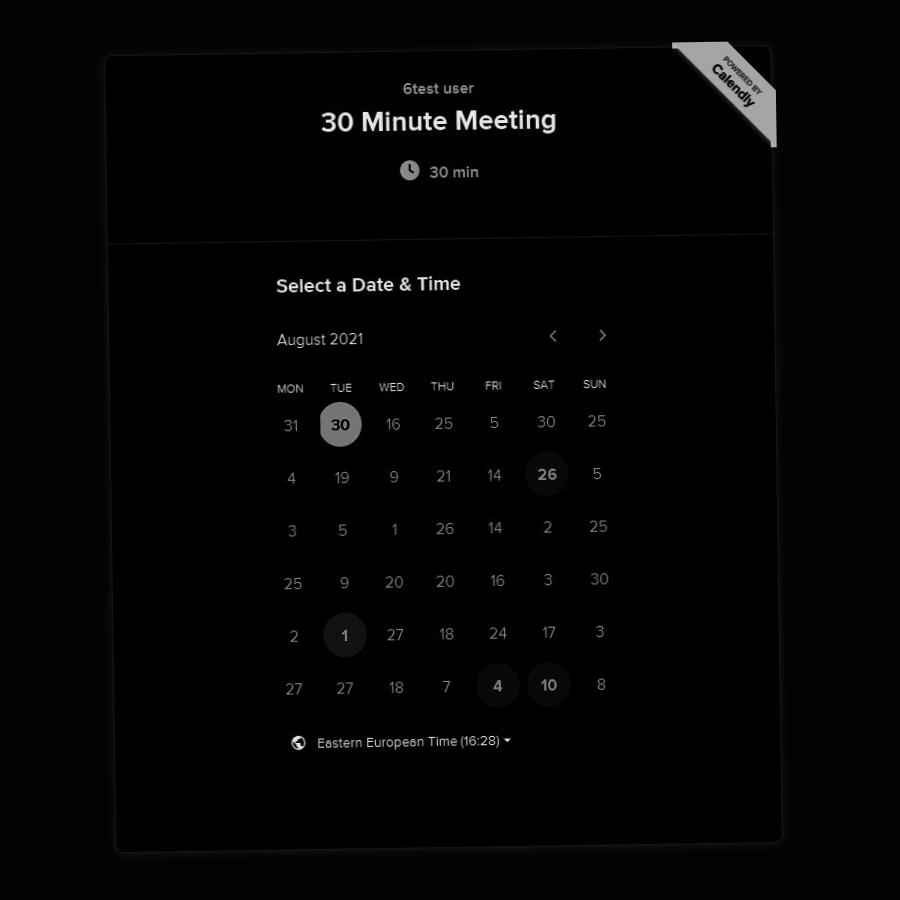 POWERED BY
Calendly
6test user
30 Minute Meeting
30 min
Select a Date & Time
August 2021
MON TUE WED THU FRI SAT SUN
31 30 16 25 5 30 25
4 19 9 21 14 26 5
3 5 1 26 14 2 25
25 9 20 20 16 3 30
2 1 27 18 24 17 3
27 27 18 7 4 10 8
Eastern European Time (16:28)